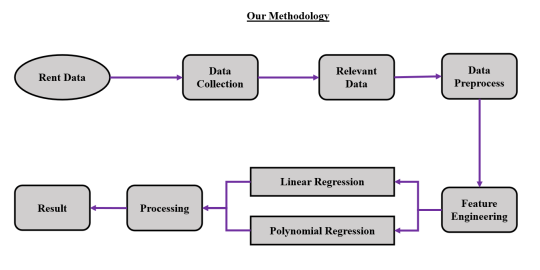 Our Methodology
Rent Data
Data
Collection
Relevant
Data
Data
Preprocess
Linear Regression
Polynomial Regression
Feature
Engineering
Processing
Result